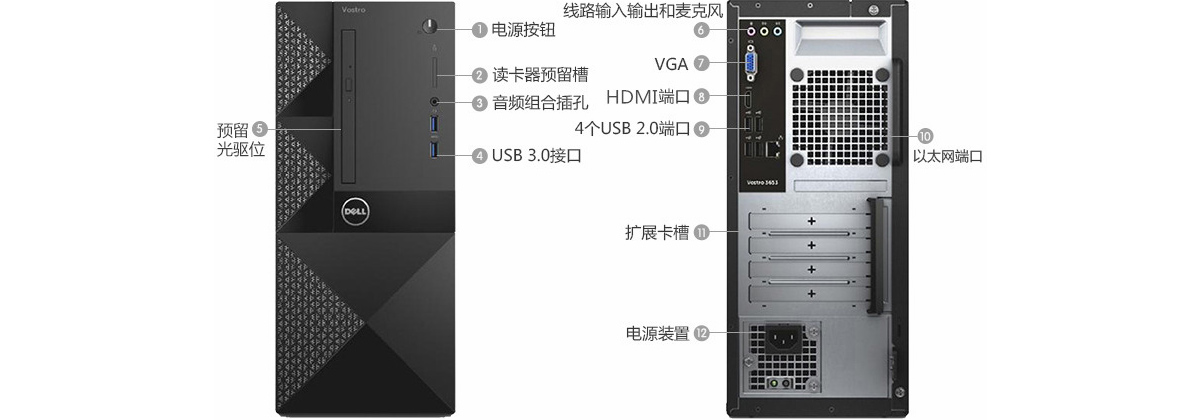 Vostro
① 电源按钮
② 读卡器预留槽
③ 音频组合插孔
④ USB 3.0接口
预留 ⑤
光驱位
DELL
线路输入输出和麦克风
⑥
VGA ⑦
HDMI端口 ⑧
4个USB 2.0端口 ⑨
⑩
以太网端口
Vostro 3653
扩展卡槽 ⑪
电源装置 ⑫